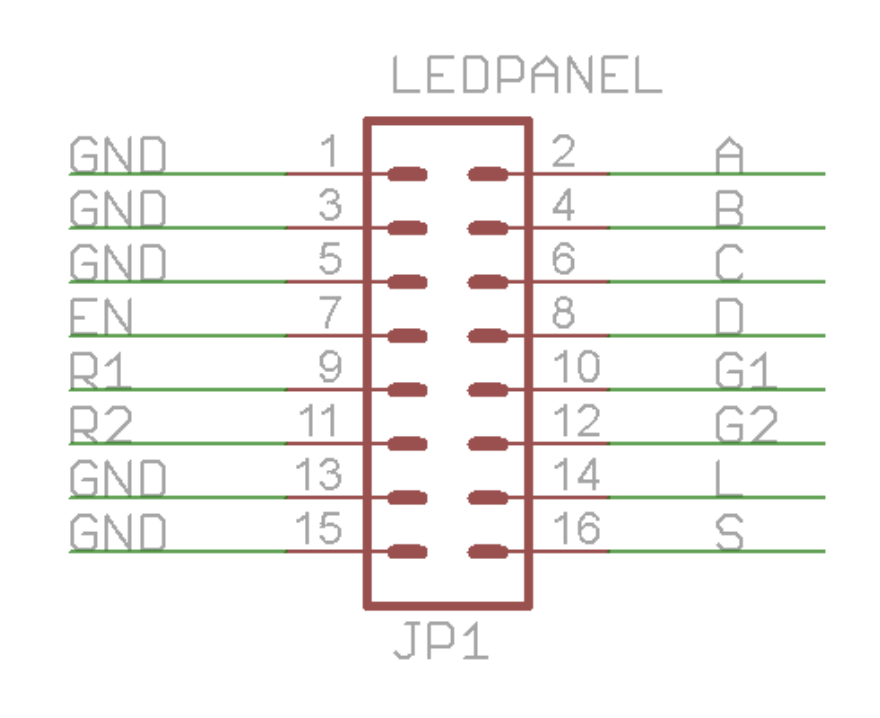 LEDPANEL
GND 1 2 A
GND 3 4 B
GND 5 6 C
EN 7 8 D
R1 9 10 G1
R2 11 12 G2
GND 13 14 L
GND 15 16 S
JP1